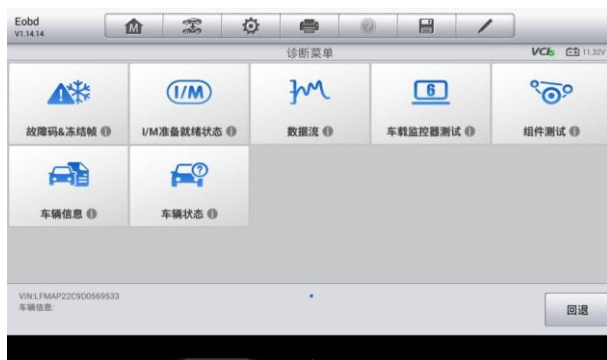 Eobd
V1.14.14
M
诊断菜单
VCI 11.32V
I/M
6
故障码&冻结帧
I/M准备就绪状态
数据流
车载监控器测试
组件测试
车辆信息
车辆状态
VIN:LFMAP22C9D0569533
车辆信息:
回退